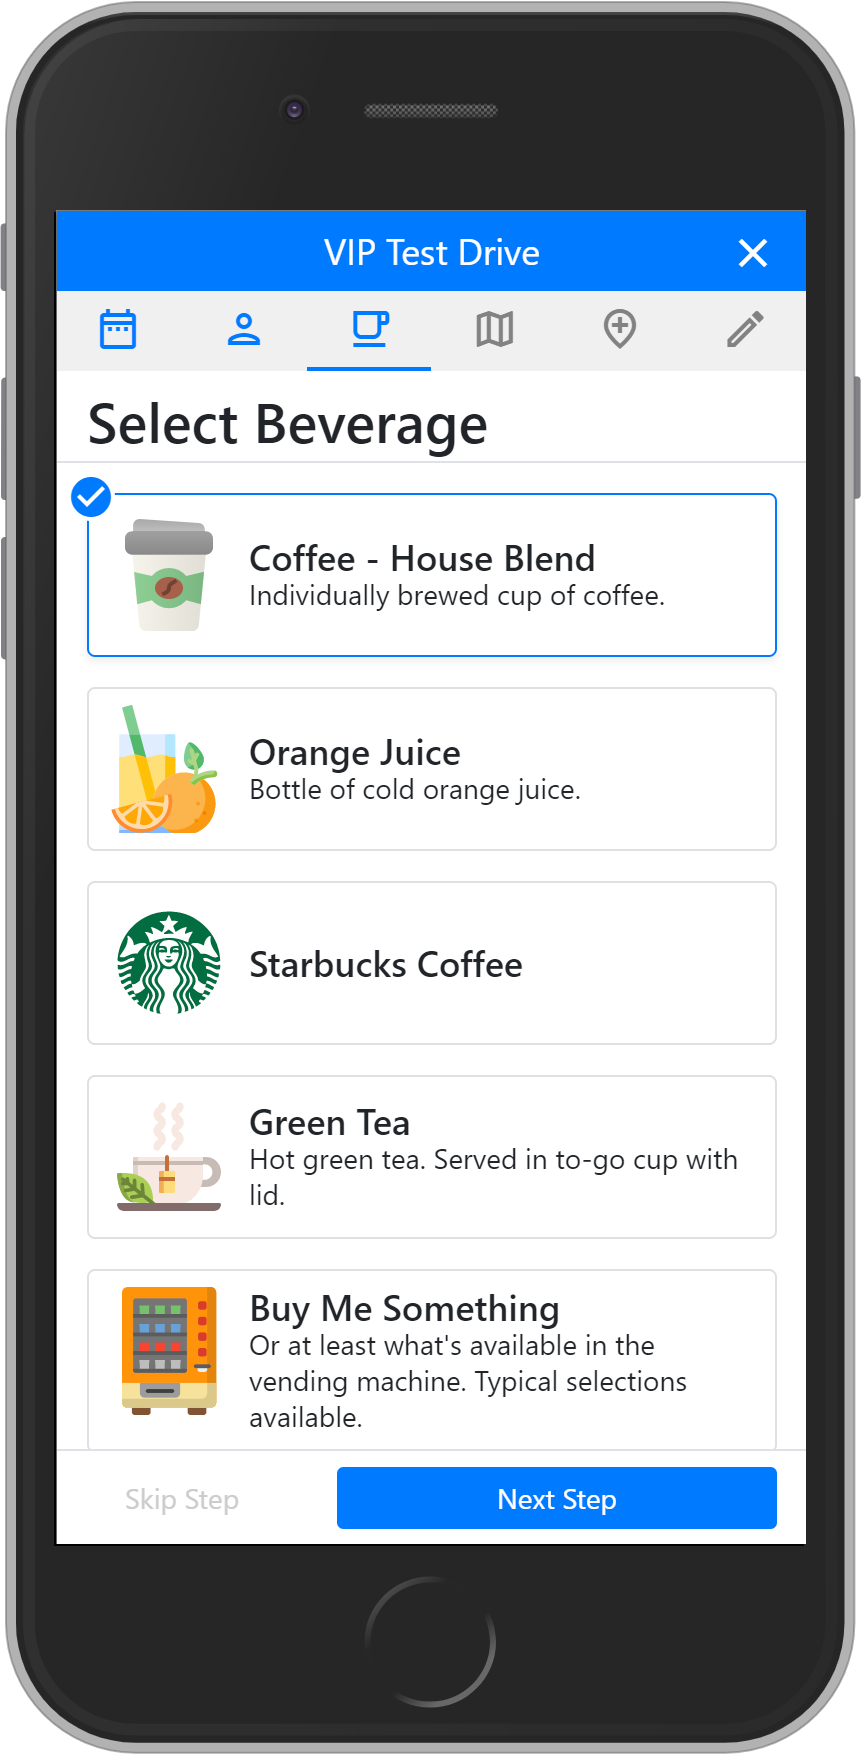 VIP Test Drive
Select Beverage
Coffee - House Blend
Individually brewed cup of coffee.
Orange Juice
Bottle of cold orange juice.
Starbucks Coffee
Green Tea
Hot green tea. Served in to-go cup with
lid.
Buy Me Something
Or at least what's available in the
vending machine. Typical selections
available.
Skip Step
Next Step